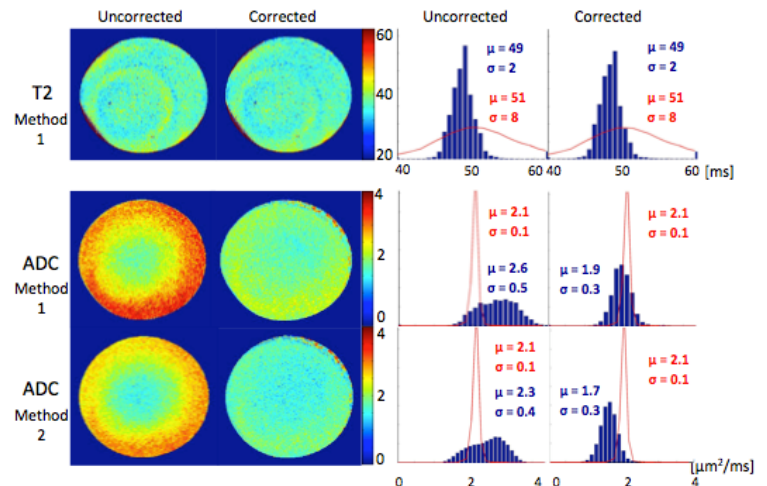 Uncorrected Corrected Uncorrected Corrected
T2
Method
1
60
40
20
μ = 49
σ = 2
μ = 51
σ = 8
μ = 49
σ = 2
μ = 51
σ = 8
40 50 60 40 50 60 [ms]
ADC
Method
1
4
2
0
μ = 2.1
σ = 0.1
μ = 2.6
σ = 0.5
μ = 2.1
σ = 0.1
μ = 1.9
σ = 0.3
ADC
Method
2
4
2
0
μ = 2.1
σ = 0.1
μ = 2.3
σ = 0.4
μ = 2.1
σ = 0.1
μ = 1.7
σ = 0.3
0 2 4 0 2 4
[μm²/ms]